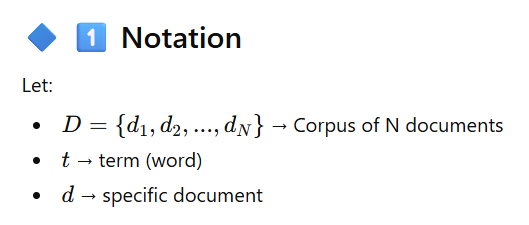 🔷 1️⃣ Notation
Let:
• D = {d₁, d₂, ..., d_N} → Corpus of N documents
• t → term (word)
• d → specific document